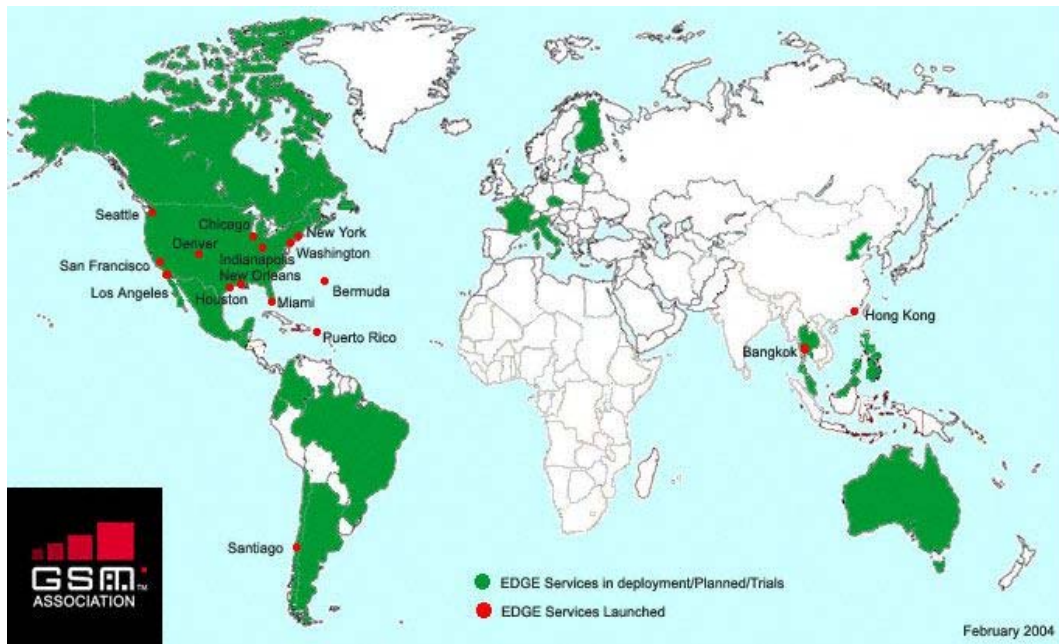 Seattle
Chicago
New York
Denver
Indianapolis
Washington
San Francisco
New Orleans
Los Angeles
Houston
Miami
Bermuda
Puerto Rico
Hong Kong
Bangkok
Santiago
GSM™
ASSOCIATION
EDGE Services in deployment/Planned/Trials
EDGE Services Launched
February 2004